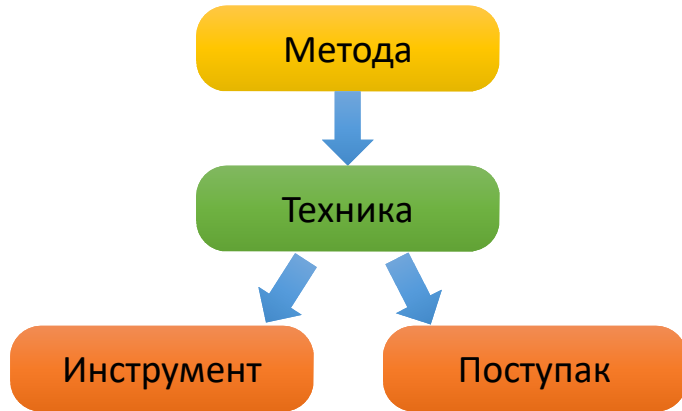 Метода
Техника
Инструмент
Поступак